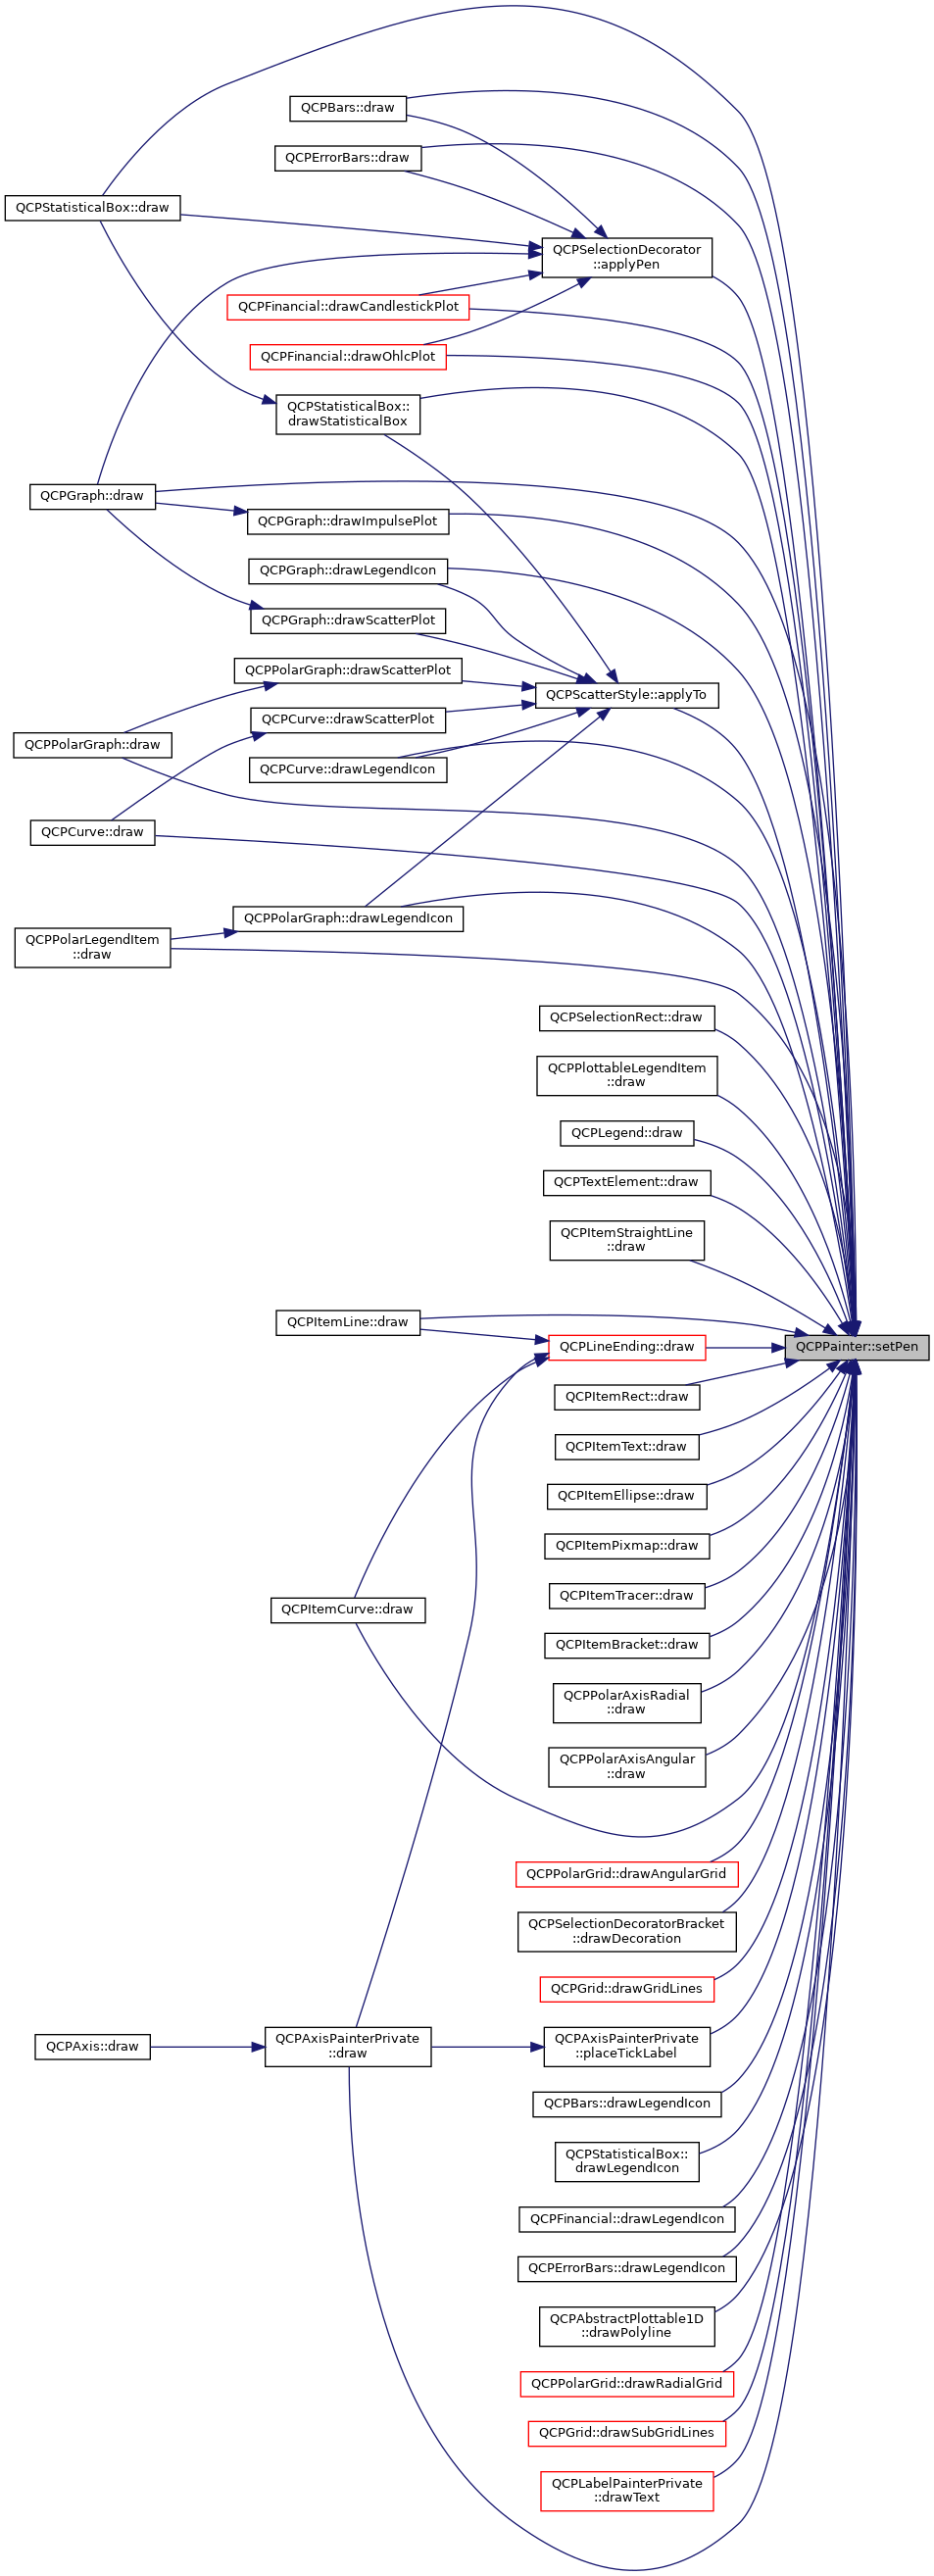 QCPBars::draw
QCPErrorBars::draw
QCPStatisticalBox::draw
QCPSelectionDecorator
::applyPen
QCPFinancial::drawCandlestickPlot
QCPFinancial::drawOhlcPlot
QCPStatisticalBox::
drawStatisticalBox
QCPGraph::draw
QCPGraph::drawImpulsePlot
QCPGraph::drawLegendIcon
QCPGraph::drawScatterPlot
QCPPolarGraph::drawScatterPlot
QCPScatterStyle::applyTo
QCPCurve::drawScatterPlot
QCPPolarGraph::draw
QCPCurve::drawLegendIcon
QCPCurve::draw
QCPPolarGraph::drawLegendIcon
QCPPolarLegendItem
::draw
QCPSelectionRect::draw
QCPPlottableLegendItem
::draw
QCPLegend::draw
QCPTextElement::draw
QCPItemStraightLine
::draw
QCPItemLine::draw
QCPLineEnding::draw
QCPPainter::setPen
QCPItemRect::draw
QCPItemText::draw
QCPItemEllipse::draw
QCPItemPixmap::draw
QCPItemTracer::draw
QCPItemCurve::draw
QCPItemBracket::draw
QCPPolarAxisRadial
::draw
QCPPolarAxisAngular
::draw
QCPPolarGrid::drawAngularGrid
QCPSelectionDecoratorBracket
::drawDecoration
QCPGrid::drawGridLines
QCPAxis::draw
QCPAxisPainterPrivate
::draw
QCPAxisPainterPrivate
::placeTickLabel
QCPBars::drawLegendIcon
QCPStatisticalBox::
drawLegendIcon
QCPFinancial::drawLegendIcon
QCPErrorBars::drawLegendIcon
QCPAbstractPlottable1D
::drawPolyline
QCPPolarGrid::drawRadialGrid
QCPGrid::drawSubGridLines
QCPLabelPainterPrivate
::drawText